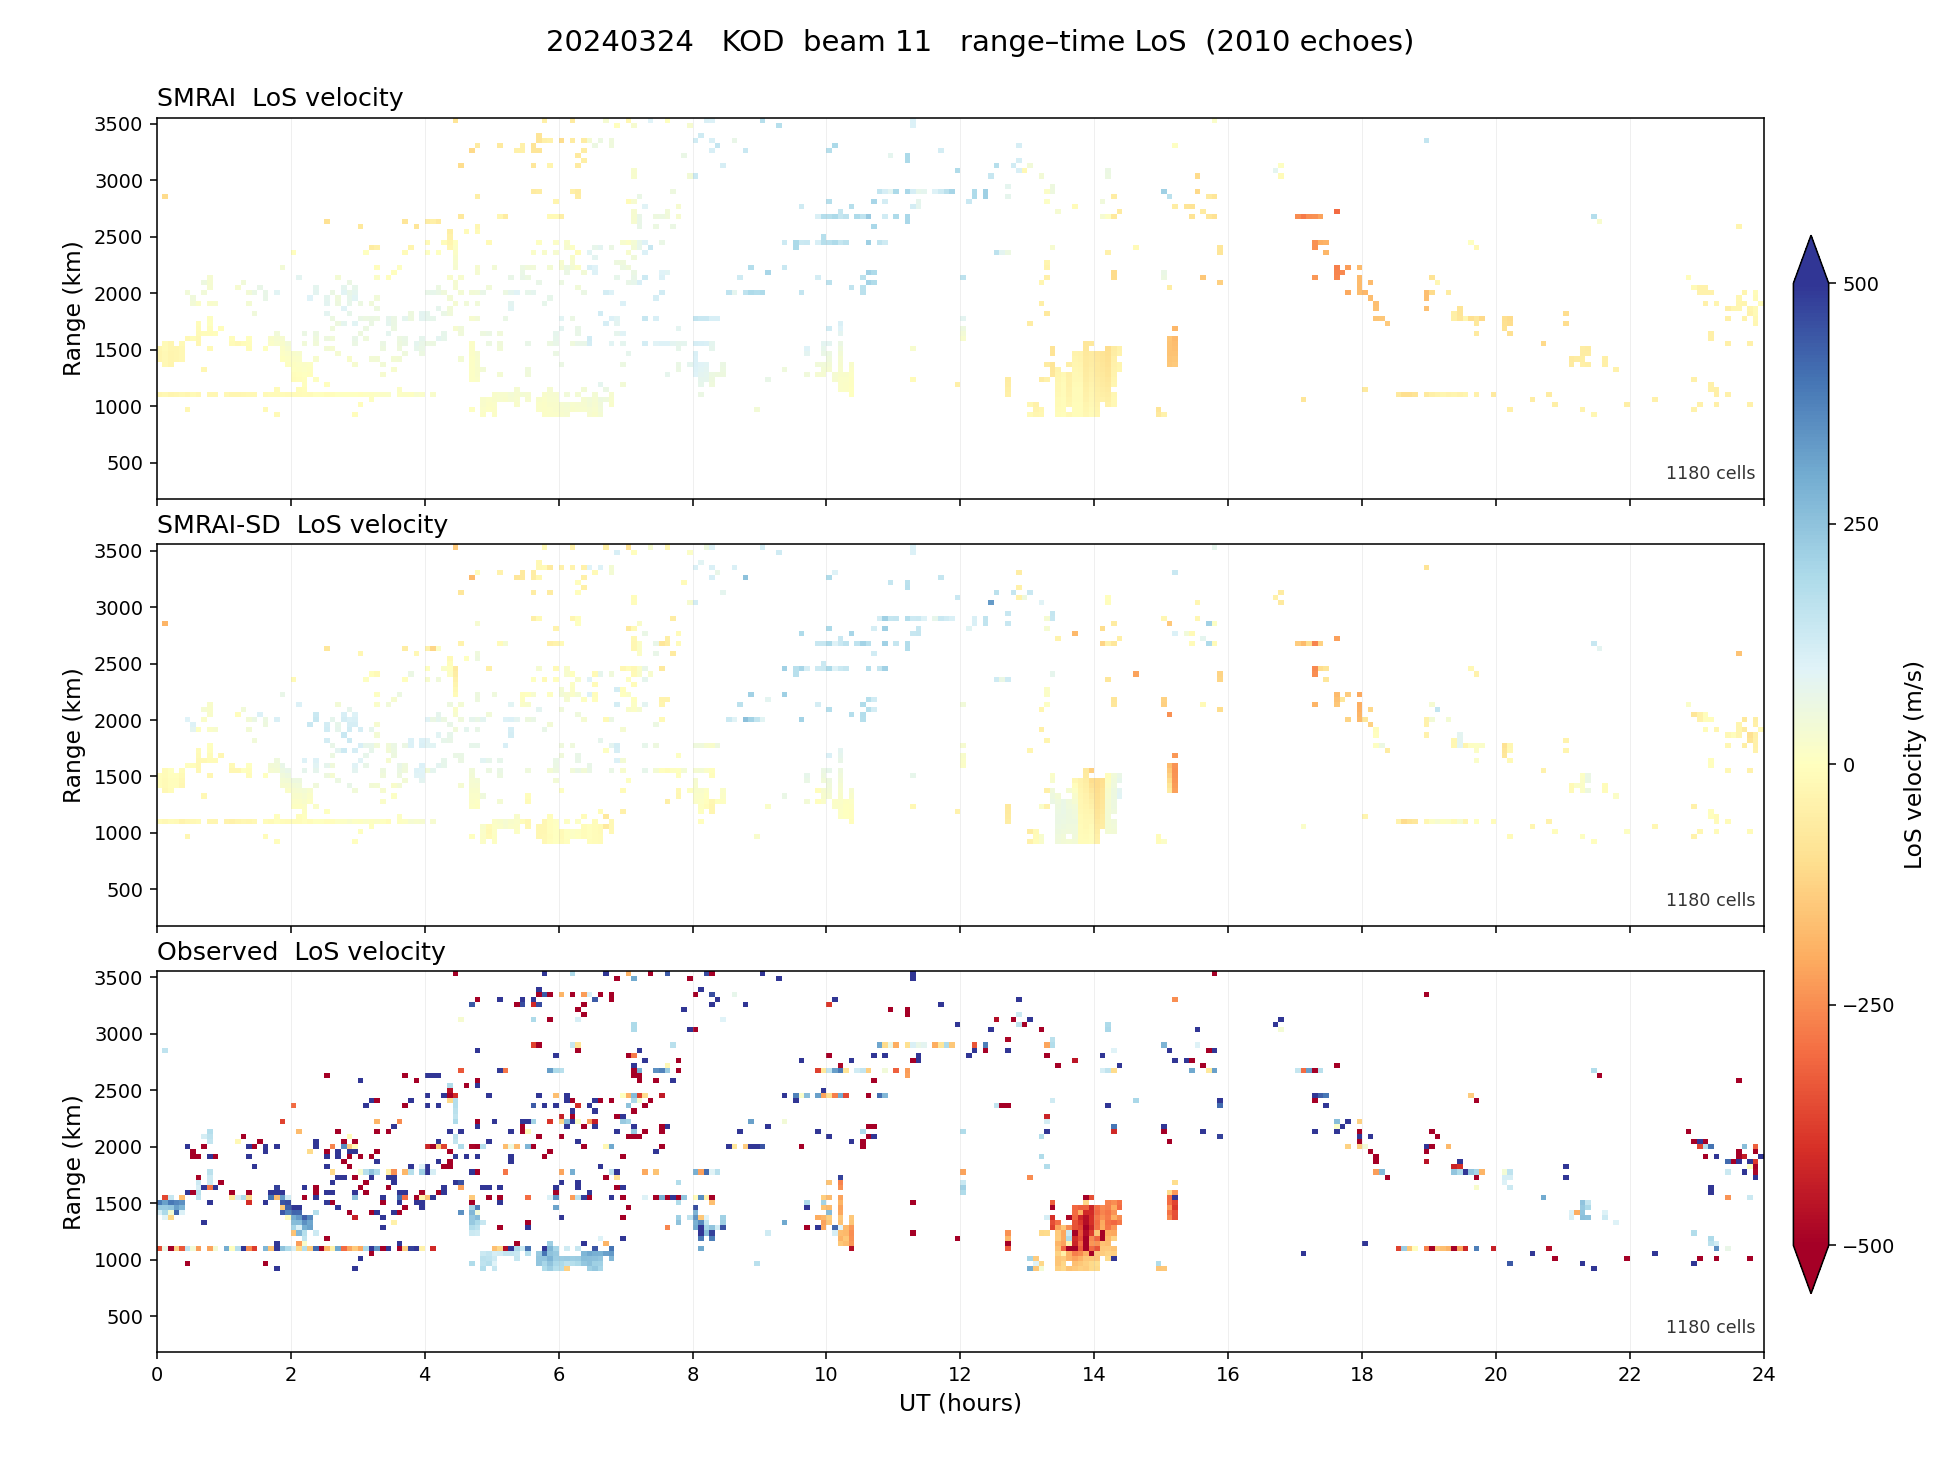 20240324   KOD  beam 11   range–time LoS  (2010 echoes)
SMRAI  LoS velocity
3500
3000
2500
2000
1500
1000
500
Range (km)
1180 cells
SMRAI-SD  LoS velocity
3500
3000
2500
2000
1500
1000
500
Range (km)
1180 cells
Observed  LoS velocity
3500
3000
2500
2000
1500
1000
500
Range (km)
1180 cells
0 2 4 6 8 10 12 14 16 18 20 22 24
UT (hours)
500
250
0
−250
−500
LoS velocity (m/s)